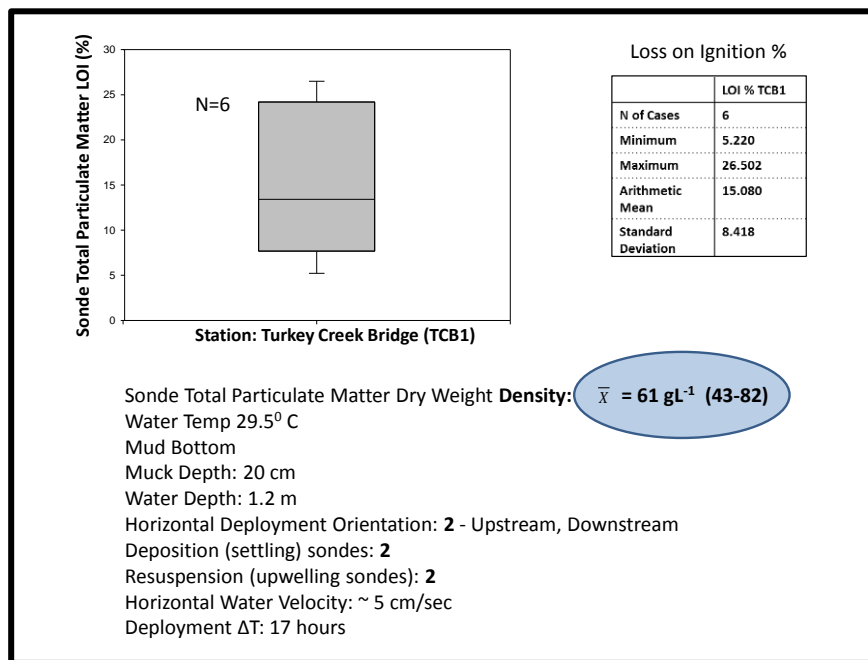 Sonde Total Particulate Matter LOI (%)
30
25
20
15
10
5
0
N=6
Station: Turkey Creek Bridge (TCB1)
Loss on Ignition %
LOI % TCB1
N of Cases 6
Minimum 5.220
Maximum 26.502
Arithmetic
Mean 15.080
Standard
Deviation 8.418
Sonde Total Particulate Matter Dry Weight Density: X̅ = 61 gL⁻¹ (43-82)
Water Temp 29.5⁰ C
Mud Bottom
Muck Depth: 20 cm
Water Depth: 1.2 m
Horizontal Deployment Orientation: 2 - Upstream, Downstream
Deposition (settling) sondes: 2
Resuspension (upwelling sondes): 2
Horizontal Water Velocity: ~ 5 cm/sec
Deployment ΔT: 17 hours